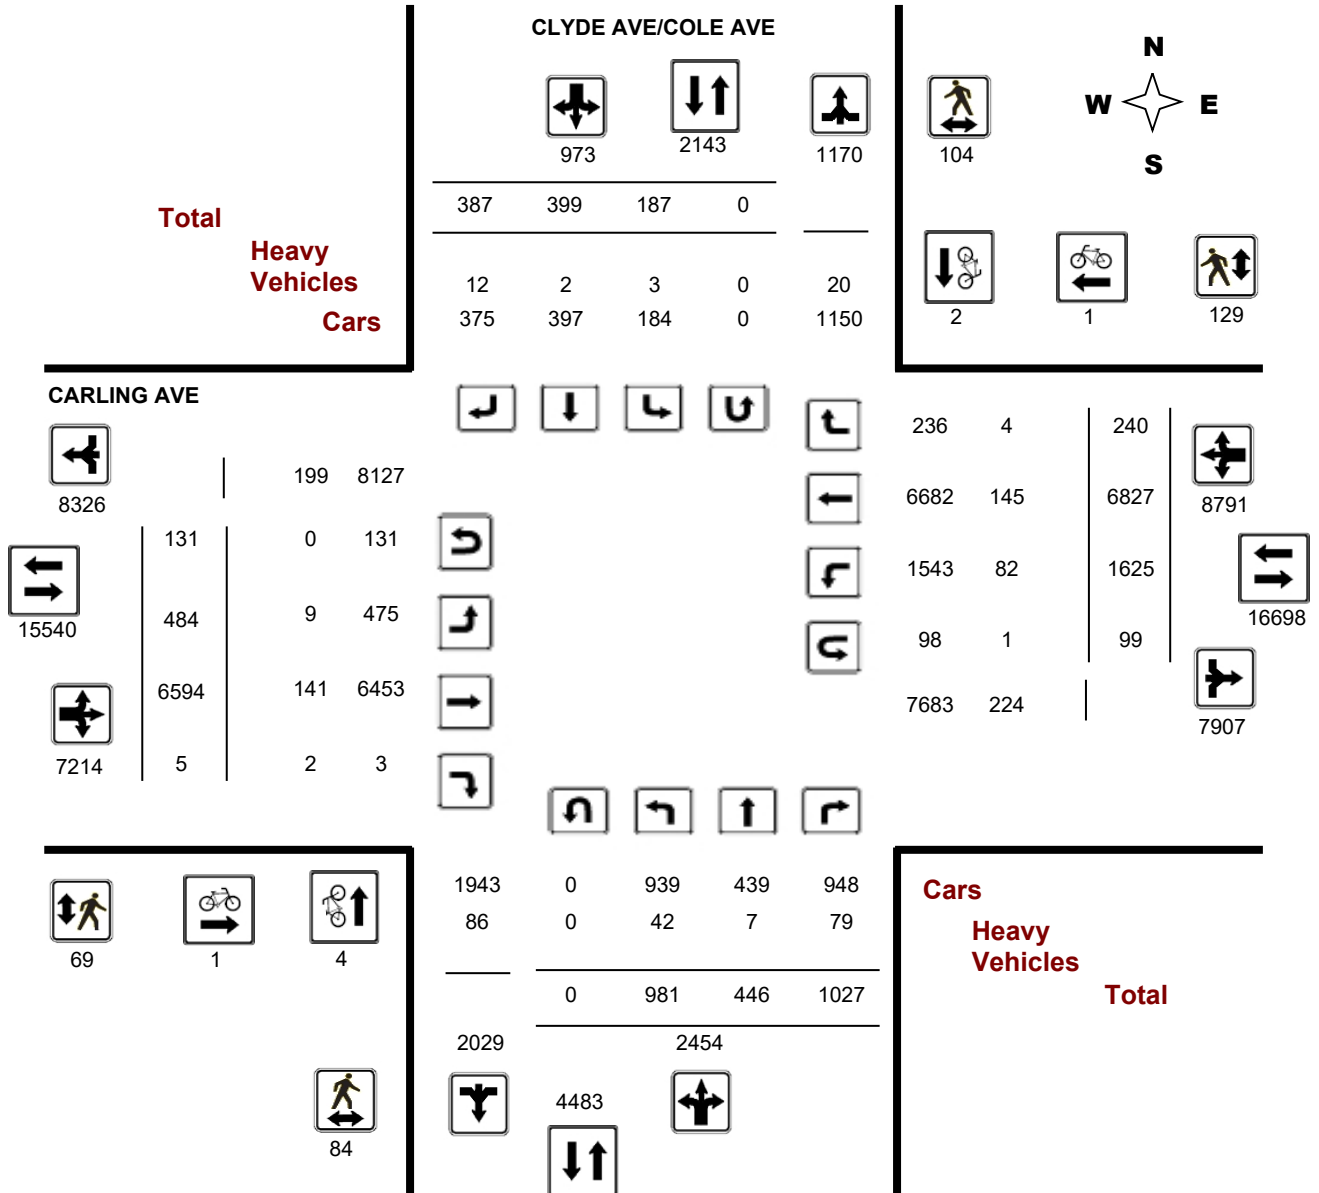 CLYDE AVE/COLE AVE
N
W E
S
973 2143 1170 104
387 399 187 0
Total
Heavy
Vehicles
12 2 3 0 20
Cars
375 397 184 0 1150
2 1 129
CARLING AVE
236 4 240
199 8127
8326
6682 145 6827 8791
131 0 131
1543 82 1625
484 9 475
15540
16698
98 1 99
6594 141 6453
7683 224
7907
7214 5 2 3
1943 0 939 439 948
Cars
86 0 42 7 79
Heavy
Vehicles
69 1 4
0 981 446 1027
Total
2029 2454
4483
84